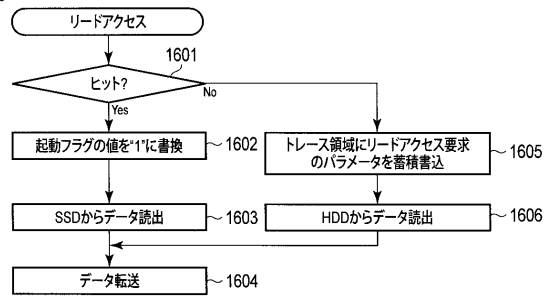 リードアクセス
1601
ヒット?
No
Yes
起動フラグの値を"1"に書換
1602
トレース領域にリードアクセス要求
のパラメータを蓄積書込
1605
SSDからデータ読出
1603
HDDからデータ読出
1606
データ転送
1604